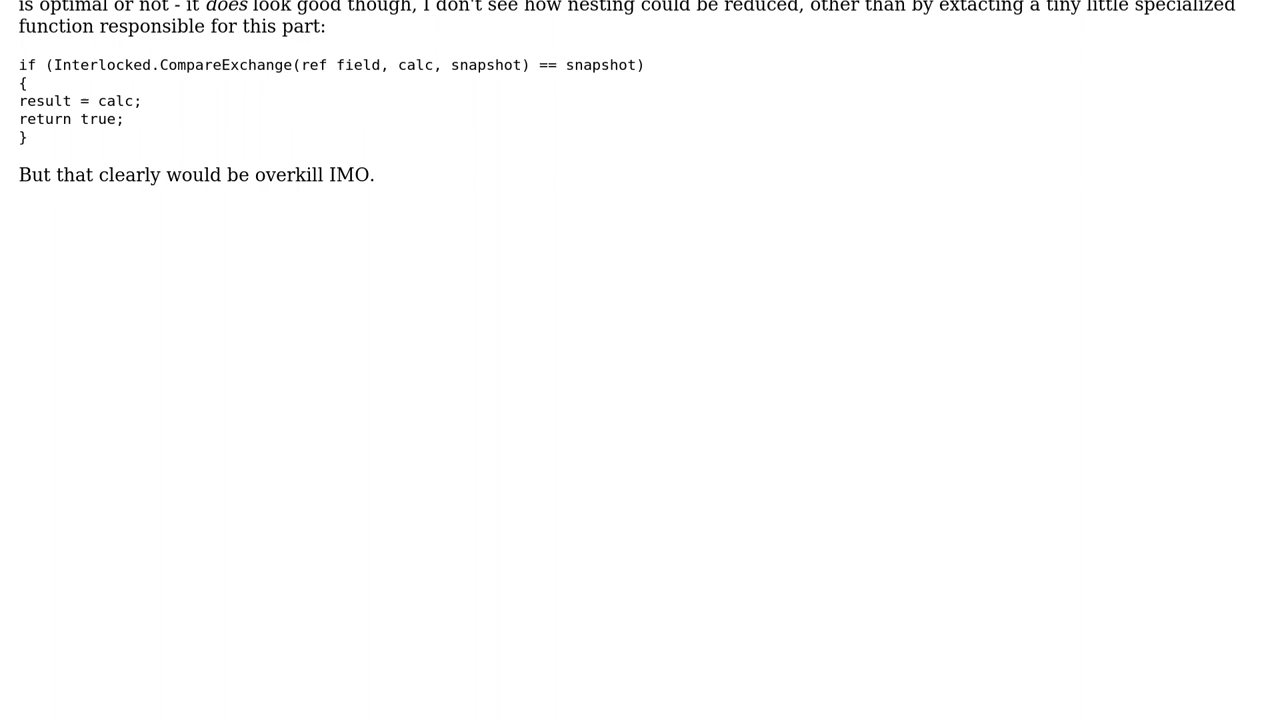 is optimal or not - it does look good though, I don't see how nesting could be reduced, other than by extacting a tiny little specialized
function responsible for this part:
if (Interlocked.CompareExchange(ref field, calc, snapshot) == snapshot)
{
result = calc;
return true;
}
But that clearly would be overkill IMO.